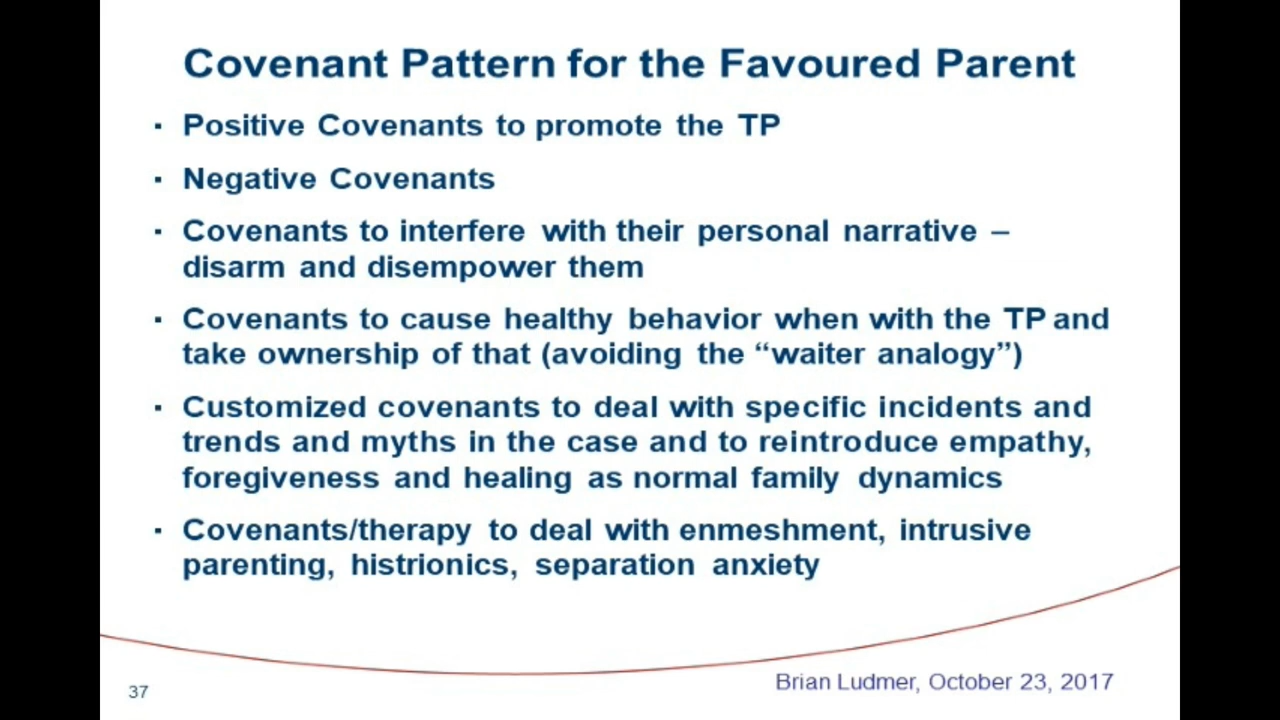 Covenant Pattern for the Favoured Parent
▪ Positive Covenants to promote the TP
▪ Negative Covenants
▪ Covenants to interfere with their personal narrative –
disarm and disempower them
▪ Covenants to cause healthy behavior when with the TP and
take ownership of that (avoiding the “waiter analogy”)
▪ Customized covenants to deal with specific incidents and
trends and myths in the case and to reintroduce empathy,
foregiveness and healing as normal family dynamics
▪ Covenants/therapy to deal with enmeshment, intrusive
parenting, histrionics, separation anxiety
37
Brian Ludmer, October 23, 2017